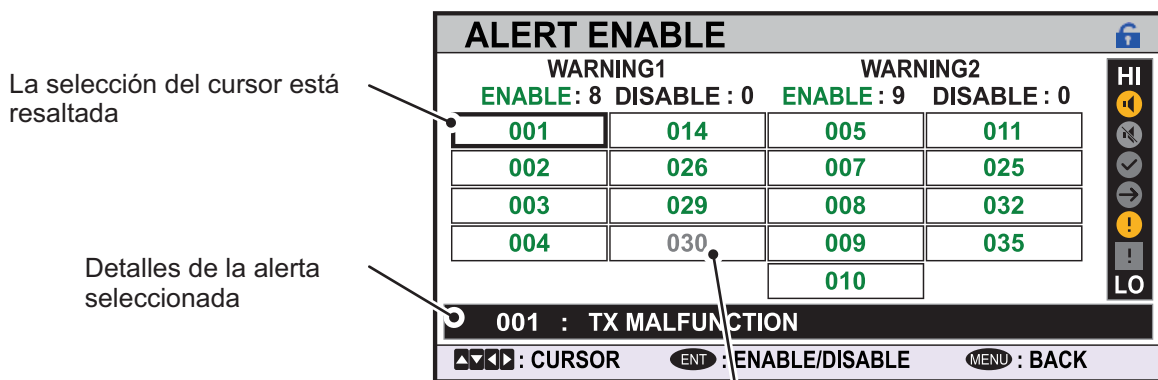 ALERT ENABLE
La selección del cursor está
resaltada
WARNING1 WARNING2
ENABLE: 8 DISABLE : 0 ENABLE : 9 DISABLE : 0
HI
001 014 005 011
002 026 007 025
003 029 008 032
004 030 009 035
010
LO
Detalles de la alerta
seleccionada
001 : TX MALFUNCTION
: CURSOR ENT : ENABLE/DISABLE MENU : BACK